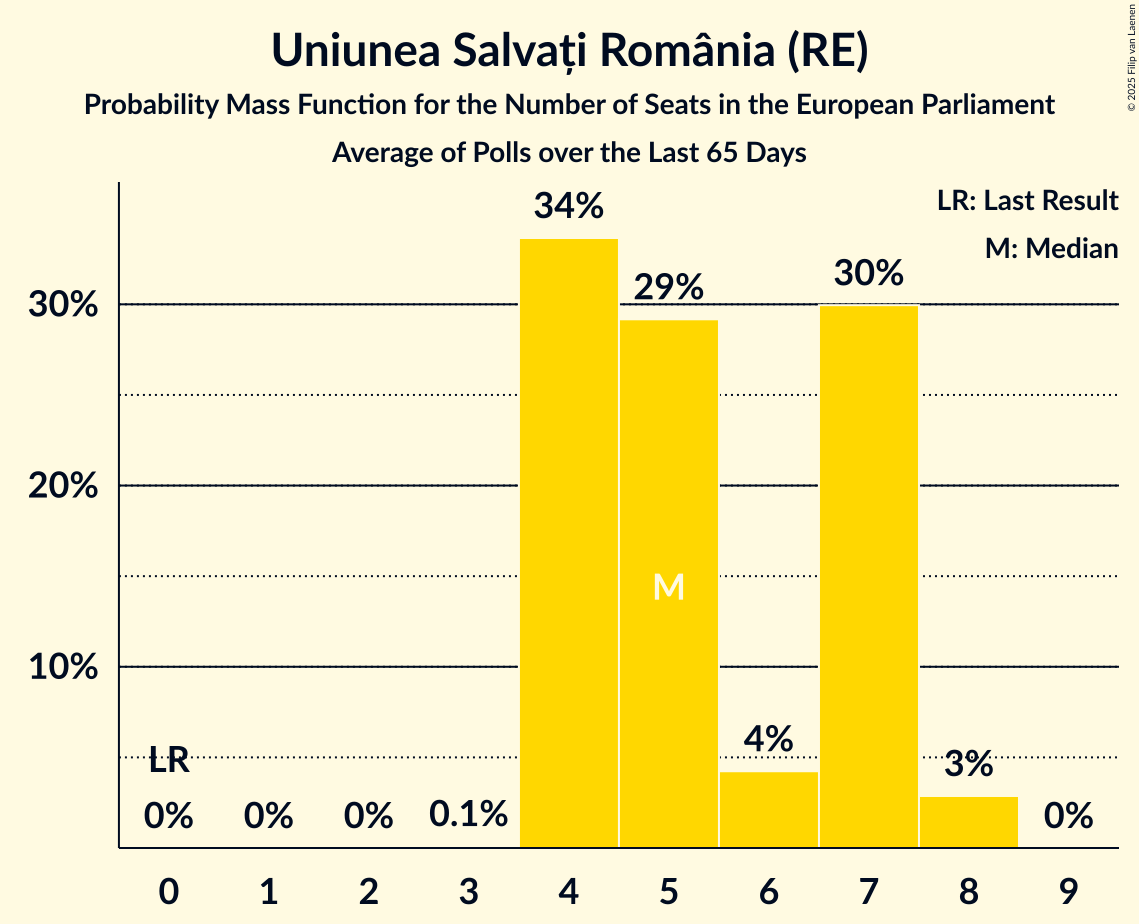 Uniunea Salvați România (RE)
Probability Mass Function for the Number of Seats in the European Parliament
Average of Polls over the Last 65 Days
© 2025 Filip van Laenen
LR: Last Result
M: Median
34%
29%
30%
4%
3%
30%
20%
10%
M
LR
0%
0%
0%
0.1%
0%
0 1 2 3 4 5 6 7 8 9